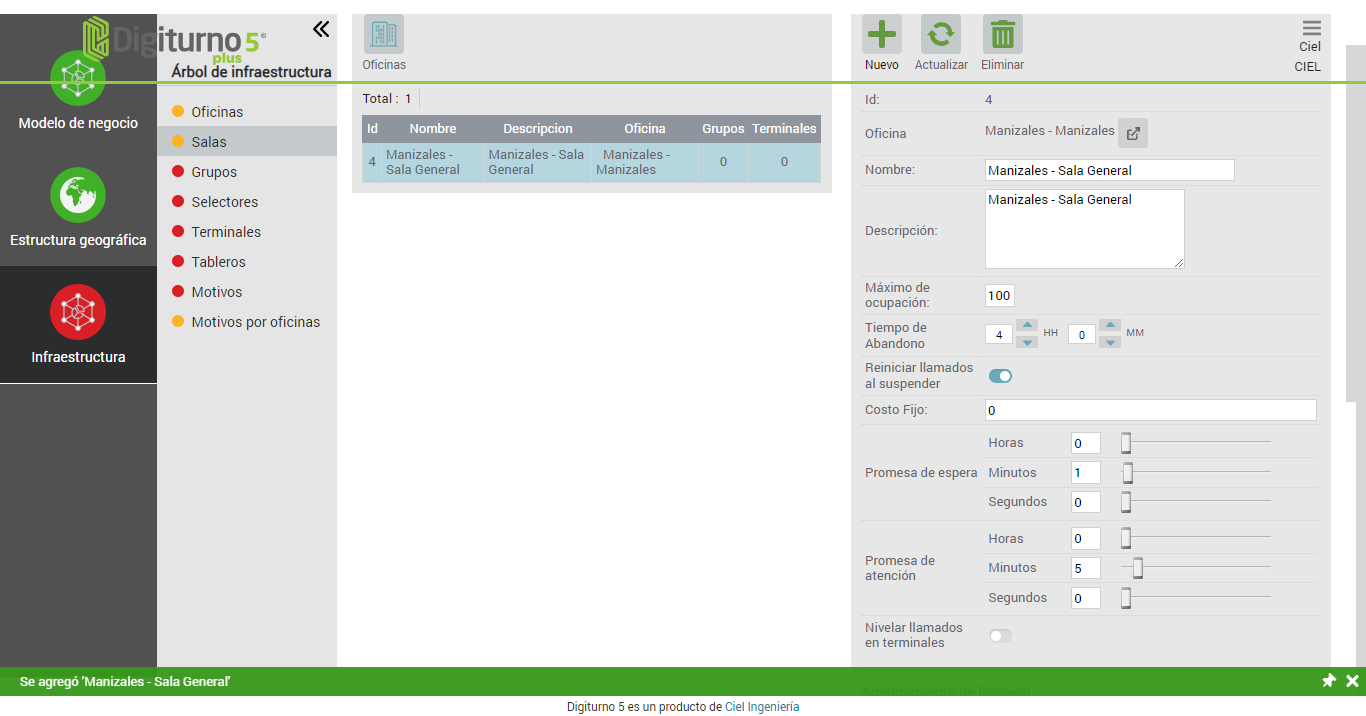 Digiturno 5®
plus
Árbol de infraestructura
Modelo de negocio
Estructura geográfica
Infraestructura
Oficinas
Salas
Grupos
Selectores
Terminales
Tableros
Motivos
Motivos por oficinas
Oficinas
Total : 1
Id Nombre Descripcion Oficina Grupos Terminales
4 Manizales - Sala General Manizales - Sala General Manizales - Manizales 0 0
Nuevo Actualizar Eliminar
Ciel
CIEL
Id: 4
Oficina Manizales - Manizales
Nombre: Manizales - Sala General
Descripción: Manizales - Sala General
Máximo de ocupación: 100
Tiempo de Abandono 4 HH 0 MM
Reiniciar llamados al suspender
Costo Fijo: 0
Promesa de espera
Horas 0
Minutos 1
Segundos 0
Promesa de atención
Horas 0
Minutos 5
Segundos 0
Nivelar llamados en terminales
Agendamiento de llamado
Se agregó 'Manizales - Sala General'
Digiturno 5 es un producto de Ciel Ingeniería